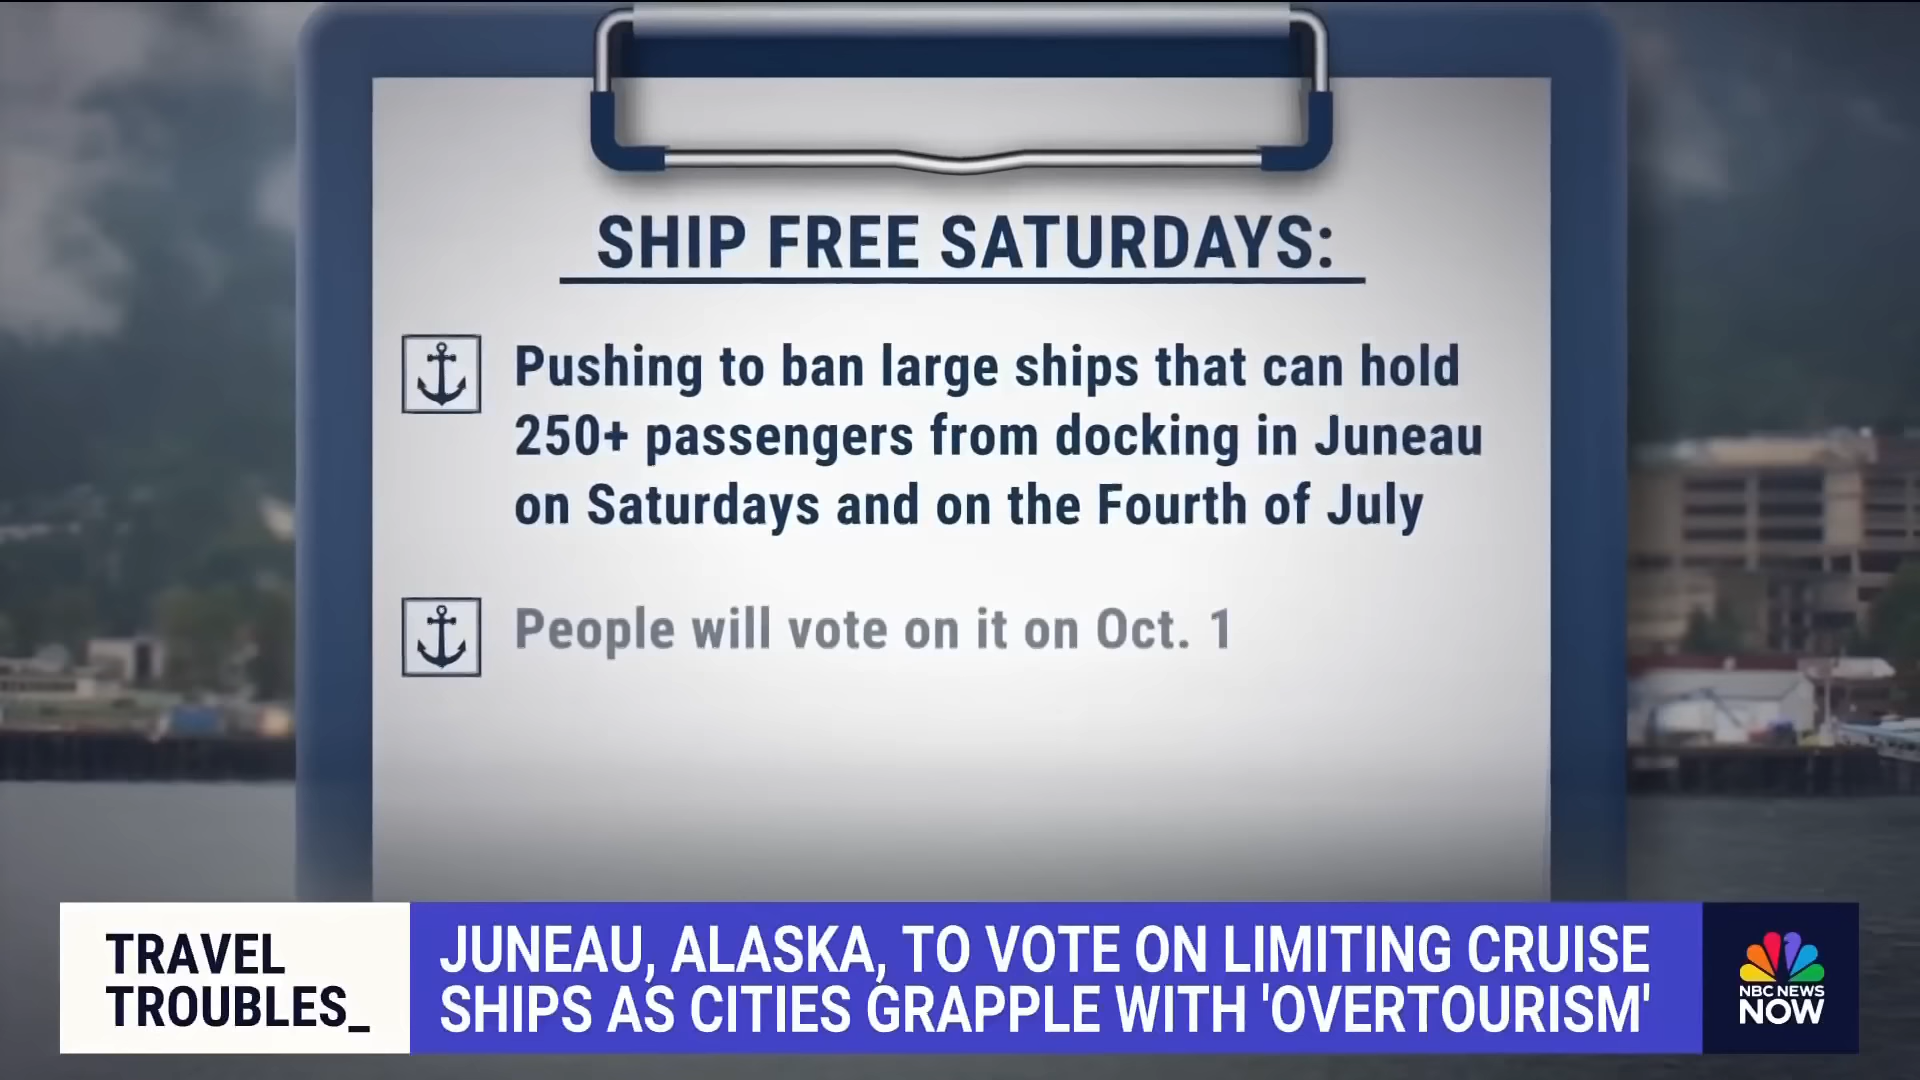 SHIP FREE SATURDAYS:
Pushing to ban large ships that can hold
250+ passengers from docking in Juneau
on Saturdays and on the Fourth of July
People will vote on it on Oct. 1
TRAVEL
TROUBLES_
JUNEAU, ALASKA, TO VOTE ON LIMITING CRUISE
SHIPS AS CITIES GRAPPLE WITH 'OVERTOURISM'
NBC NEWS
NOW